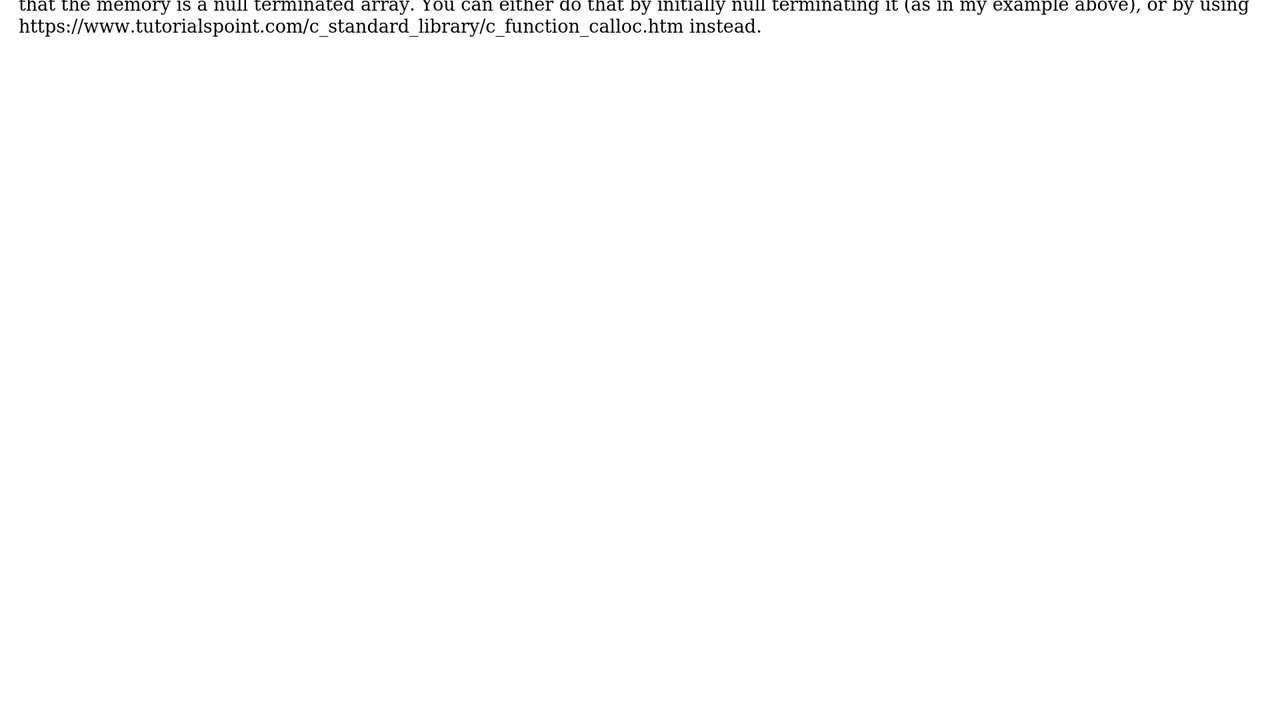 that the memory is a null terminated array. You can either do that by initially null terminating it (as in my example above), or by using
https://www.tutorialspoint.com/c_standard_library/c_function_calloc.htm instead.